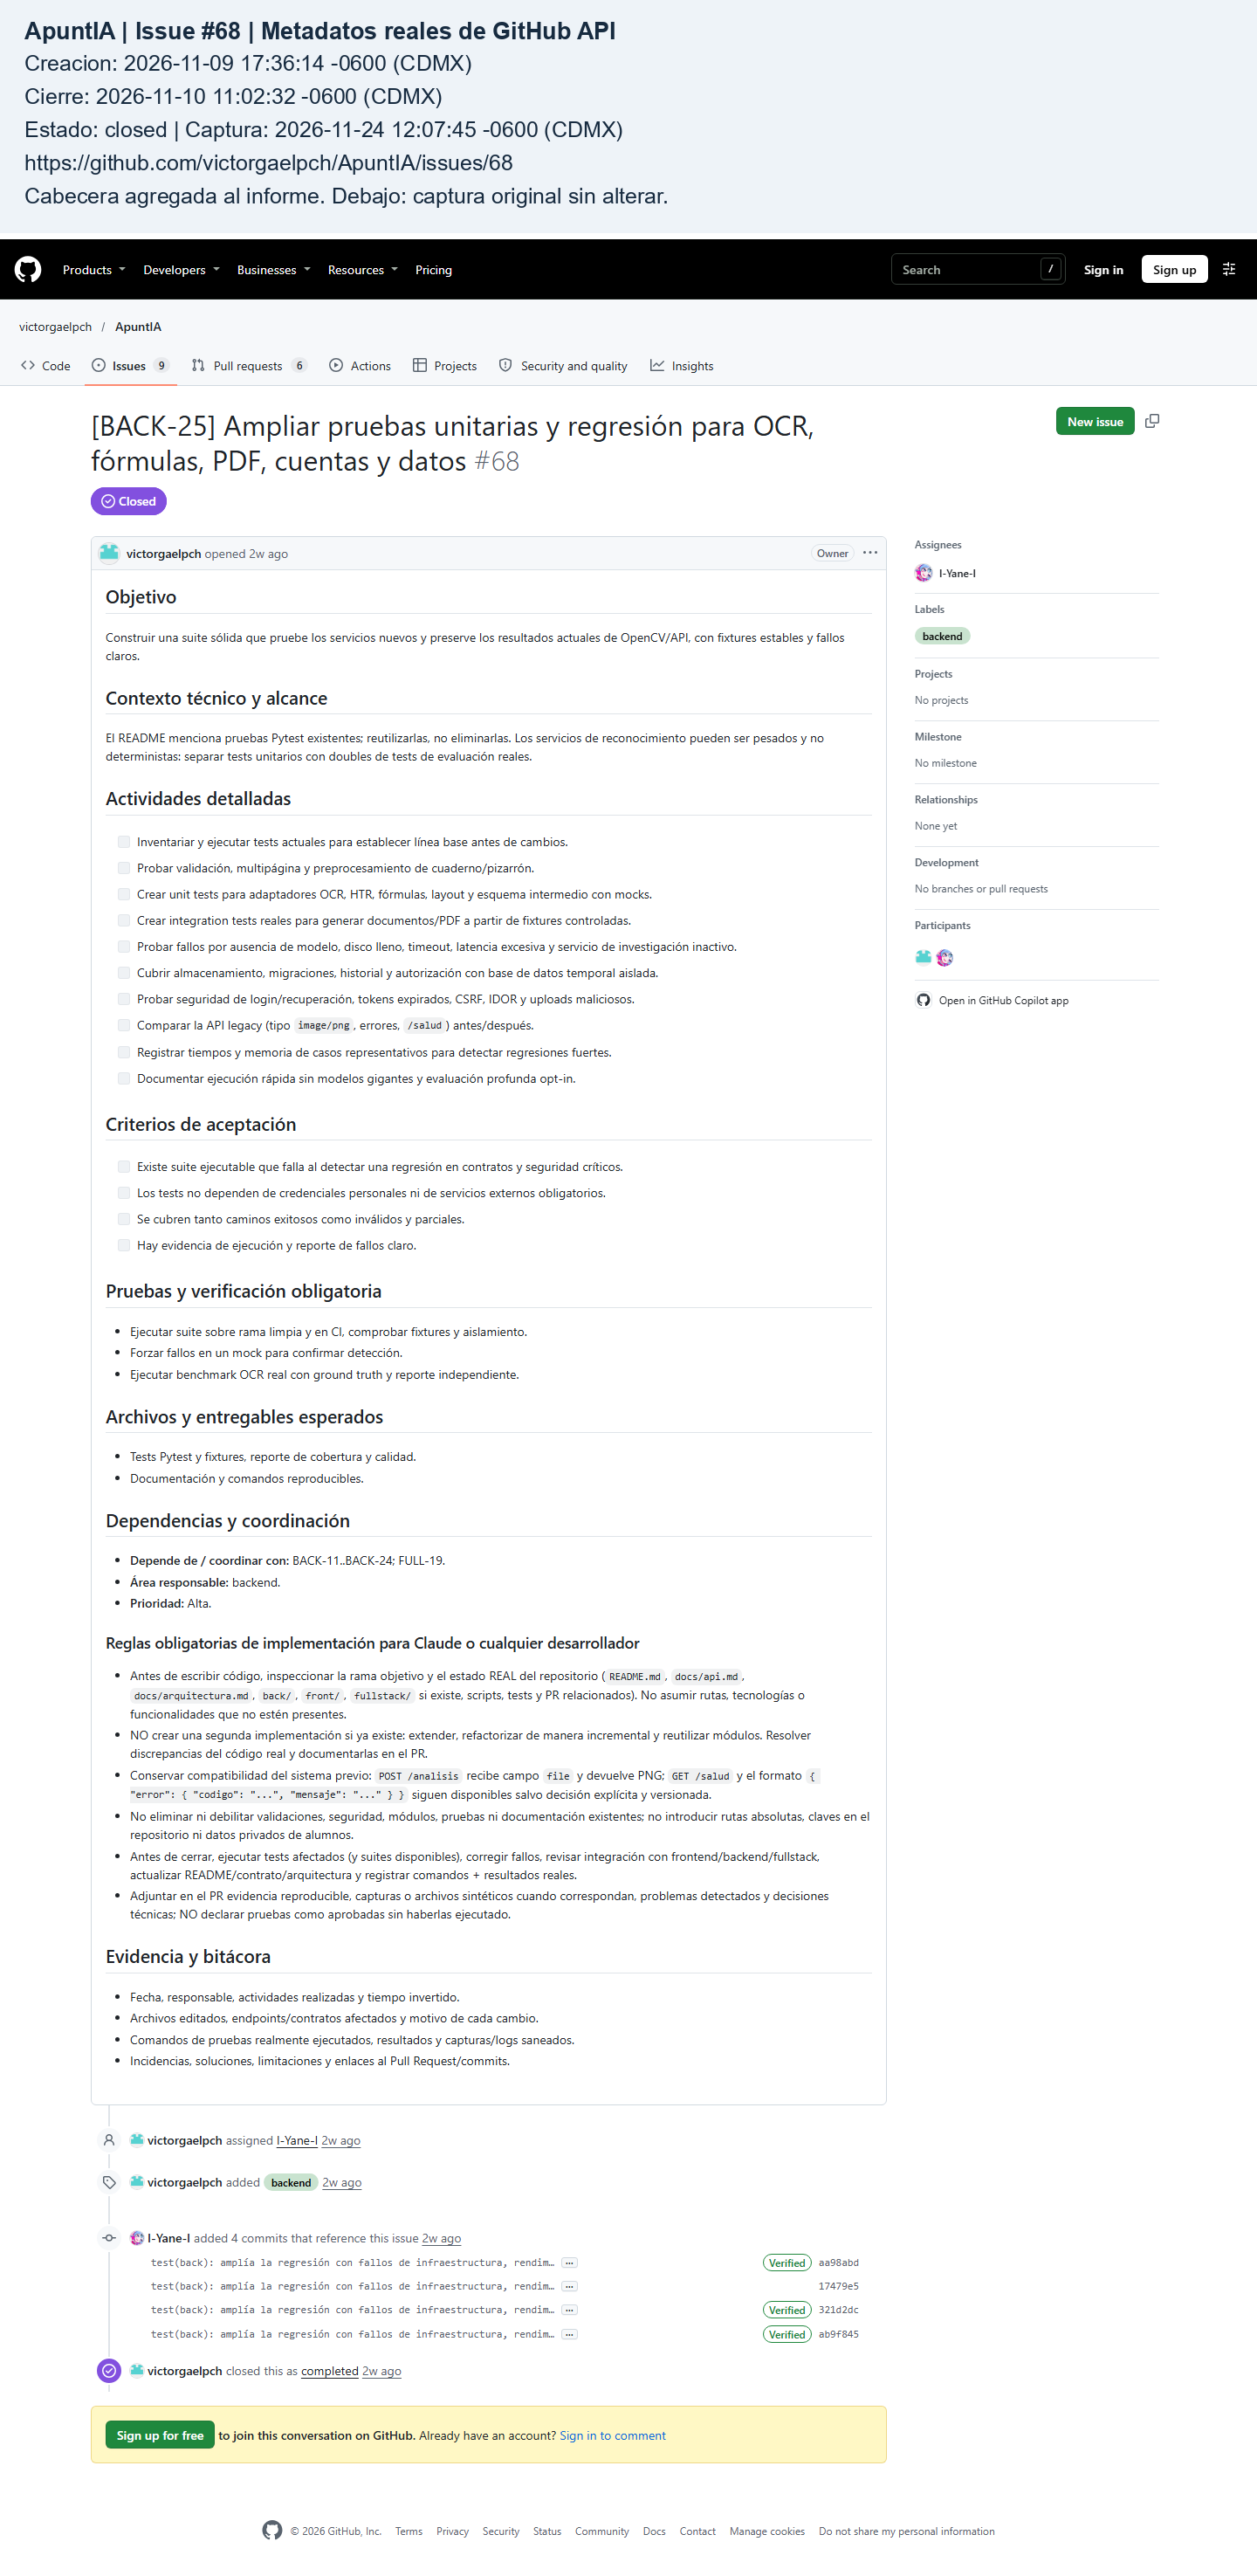 ApuntIA | Issue #68 | Metadatos reales de GitHub API
Creacion: 2026-11-09 17:36:14 -0600 (CDMX)
Cierre: 2026-11-10 11:02:32 -0600 (CDMX)
Estado: closed | Captura: 2026-11-24 12:07:45 -0600 (CDMX)
https://github.com/victorgaelpch/ApuntIA/issues/68
Cabecera agregada al informe. Debajo: captura original sin alterar.
Products Developers Businesses Resources Pricing Search / Sign in Sign up
victorgaelpch / ApuntIA
Code Issues 9 Pull requests 6 Actions Projects Security and quality Insights
[BACK-25] Ampliar pruebas unitarias y regresión para OCR,
fórmulas, PDF, cuentas y datos #68
New issue
Closed
victorgaelpch opened 2w ago Owner ...
Objetivo
Construir una suite sólida que pruebe los servicios nuevos y preserve los resultados actuales de OpenCV/API, con fixtures estables y fallos
claros.
Contexto técnico y alcance
El README menciona pruebas Pytest existentes; reutilizarlas, no eliminarlas. Los servicios de reconocimiento pueden ser pesados y no
deterministas: separar tests unitarios con doubles de tests de evaluación reales.
Actividades detalladas
Inventariar y ejecutar tests actuales para establecer línea base antes de cambios.
Probar validación, multipágina y preprocesamiento de cuaderno/pizarrón.
Crear unit tests para adaptadores OCR, HTR, fórmulas, layout y esquema intermedio con mocks.
Crear integration tests reales para generar documentos/PDF a partir de fixtures controladas.
Probar fallos por ausencia de modelo, disco lleno, timeout, latencia excesiva y servicio de investigación inactivo.
Cubrir almacenamiento, migraciones, historial y autorización con base de datos temporal aislada.
Probar seguridad de login/recuperación, tokens expirados, CSRF, IDOR y uploads maliciosos.
Comparar la API legacy (tipo image/png, errores, /salud) antes/después.
Registrar tiempos y memoria de casos representativos para detectar regresiones fuertes.
Documentar ejecución rápida sin modelos gigantes y evaluación profunda opt-in.
Criterios de aceptación
Existe suite ejecutable que falla al detectar una regresión en contratos y seguridad críticos.
Los tests no dependen de credenciales personales ni de servicios externos obligatorios.
Se cubren tanto caminos exitosos como inválidos y parciales.
Hay evidencia de ejecución y reporte de fallos claro.
Pruebas y verificación obligatoria
Ejecutar suite sobre rama limpia y en CI, comprobar fixtures y aislamiento.
Forzar fallos en un mock para confirmar detección.
Ejecutar benchmark OCR real con ground truth y reporte independiente.
Archivos y entregables esperados
Tests Pytest y fixtures, reporte de cobertura y calidad.
Documentación y comandos reproducibles.
Dependencias y coordinación
Depende de / coordinar con: BACK-11..BACK-24; FULL-19.
Área responsable: backend.
Prioridad: Alta.
Reglas obligatorias de implementación para Claude o cualquier desarrollador
Antes de escribir código, inspeccionar la rama objetivo y el estado REAL del repositorio ( README.md , docs/api.md ,
docs/arquitectura.md , back/ , front/ , fullstack/ si existe, scripts, tests y PR relacionados). No asumir rutas, tecnologías o
funcionalidades que no estén presentes.
NO crear una segunda implementación si ya existe: extender, refactorizar de manera incremental y reutilizar módulos. Resolver
discrepancias del código real y documentarlas en el PR.
Conservar compatibilidad del sistema previo: POST /analisis recibe campo file y devuelve PNG; GET /salud y el formato {
"error": { "codigo": "...", "mensaje": "..." } } siguen disponibles salvo decisión explícita y versionada.
No eliminar ni debilitar validaciones, seguridad, módulos, pruebas ni documentación existentes; no introducir rutas absolutas, claves en el
repositorio ni datos privados de alumnos.
Antes de cerrar, ejecutar tests afectados (y suites disponibles), corregir fallos, revisar integración con frontend/backend/fullstack,
actualizar README/contrato/arquitectura y registrar comandos + resultados reales.
Adjuntar en el PR evidencia reproducible, capturas o archivos sintéticos cuando correspondan, problemas detectados y decisiones
técnicas; NO declarar pruebas como aprobadas sin haberlas ejecutado.
Evidencia y bitácora
Fecha, responsable, actividades realizadas y tiempo invertido.
Archivos editados, endpoints/contratos afectados y motivo de cada cambio.
Comandos de pruebas realmente ejecutados, resultados y capturas/logs saneados.
Incidencias, soluciones, limitaciones y enlaces al Pull Request/commits.
victorgaelpch assigned I-Yane-I 2w ago
victorgaelpch added backend 2w ago
I-Yane-I added 4 commits that reference this issue 2w ago
test(back): amplía la regresión con fallos de infraestructura, rendim… ... Verified aa98abd
test(back): amplía la regresión con fallos de infraestructura, rendim… ... 17479e5
test(back): amplía la regresión con fallos de infraestructura, rendim… ... Verified 321d2dc
test(back): amplía la regresión con fallos de infraestructura, rendim… ... Verified ab9f845
victorgaelpch closed this as completed 2w ago
Sign up for free to join this conversation on GitHub. Already have an account? Sign in to comment
Assignees
I-Yane-I
Labels
backend
Projects
No projects
Milestone
No milestone
Relationships
None yet
Development
No branches or pull requests
Participants
Open in GitHub Copilot app
© 2026 GitHub, Inc. Terms Privacy Security Status Community Docs Contact Manage cookies Do not share my personal information